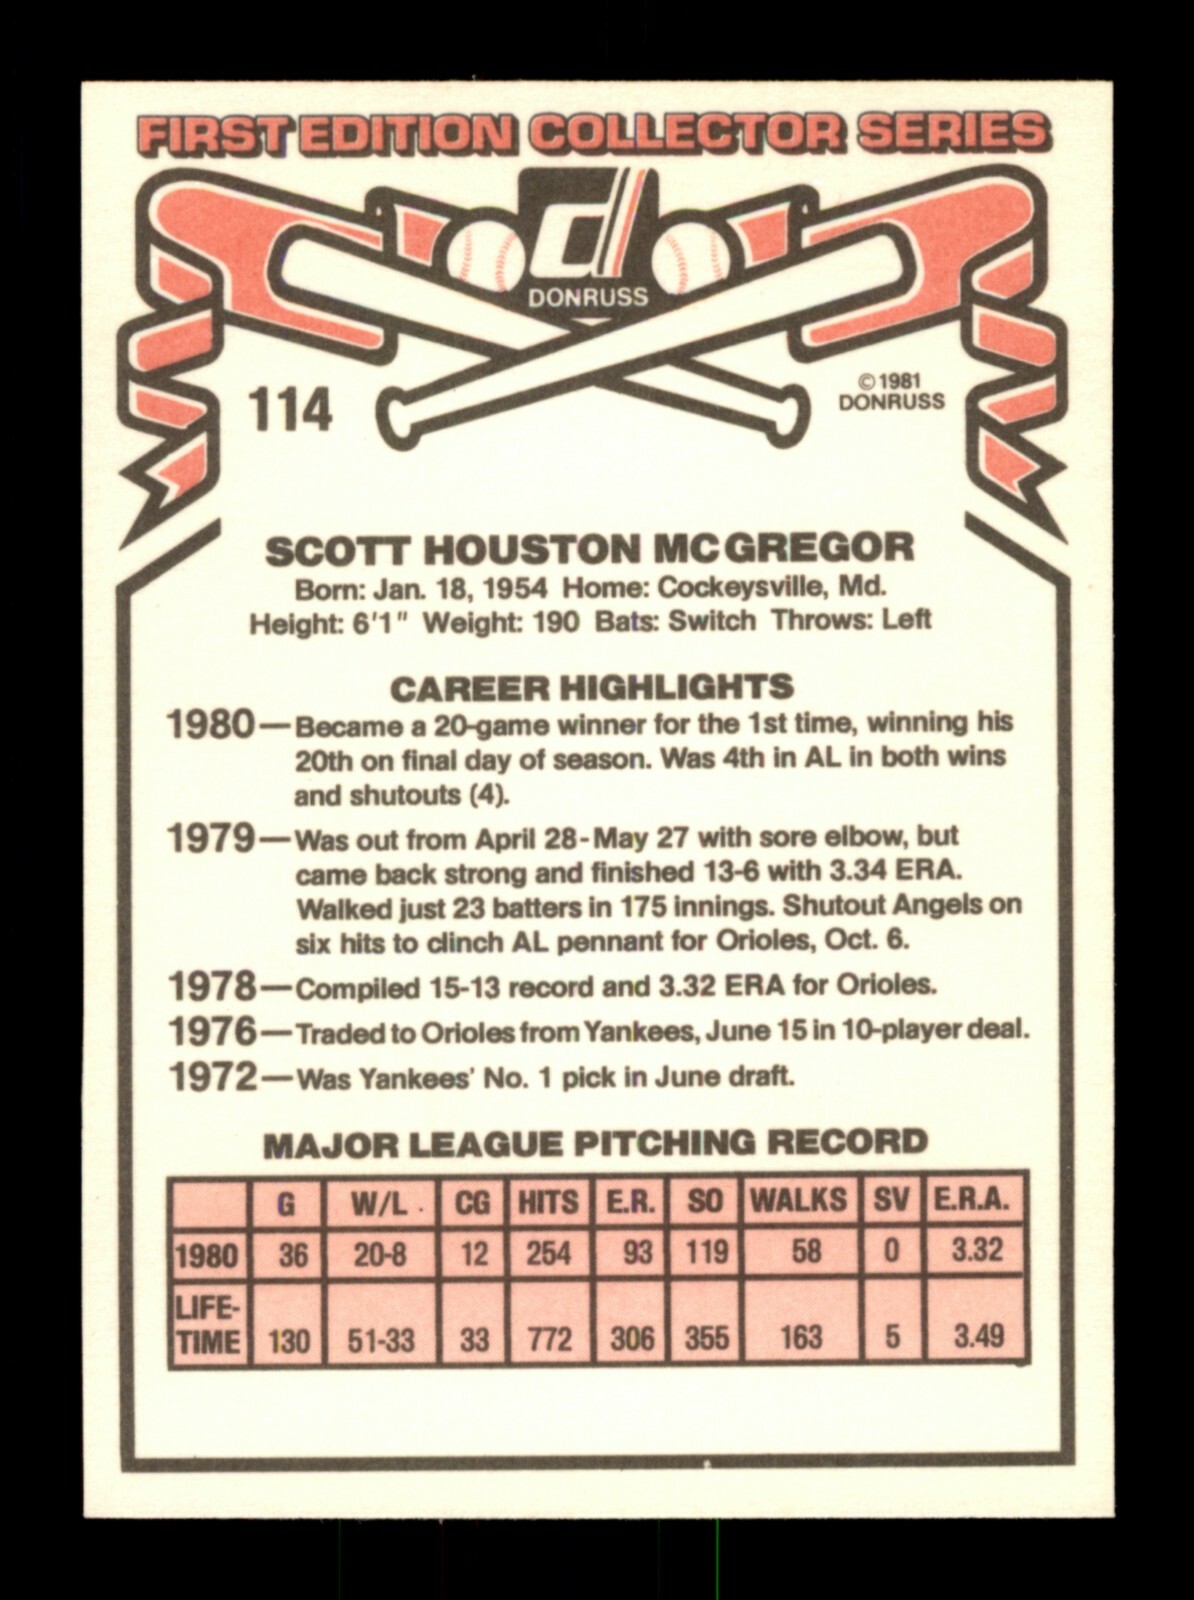 FIRST EDITION COLLECTOR SERIES
d
DONRUSS
114
©1981
DONRUSS
SCOTT HOUSTON MCGREGOR
Born: Jan. 18, 1954 Home: Cockeysville, Md.
Height: 6'1" Weight: 190 Bats: Switch Throws: Left
CAREER HIGHLIGHTS
1980—Became a 20-game winner for the 1st time, winning his
20th on final day of season. Was 4th in AL in both wins
and shutouts (4).
1979—Was out from April 28-May 27 with sore elbow, but
came back strong and finished 13-6 with 3.34 ERA.
Walked just 23 batters in 175 innings. Shutout Angels on
six hits to clinch AL pennant for Orioles, Oct. 6.
1978—Compiled 15-13 record and 3.32 ERA for Orioles.
1976—Traded to Orioles from Yankees, June 15 in 10-player deal.
1972—Was Yankees' No. 1 pick in June draft.
MAJOR LEAGUE PITCHING RECORD
G W/L CG HITS E.R. SO WALKS SV E.R.A.
1980 36 20-8 12 254 93 119 58 0 3.32
LIFE-
TIME 130 51-33 33 772 306 355 163 5 3.49